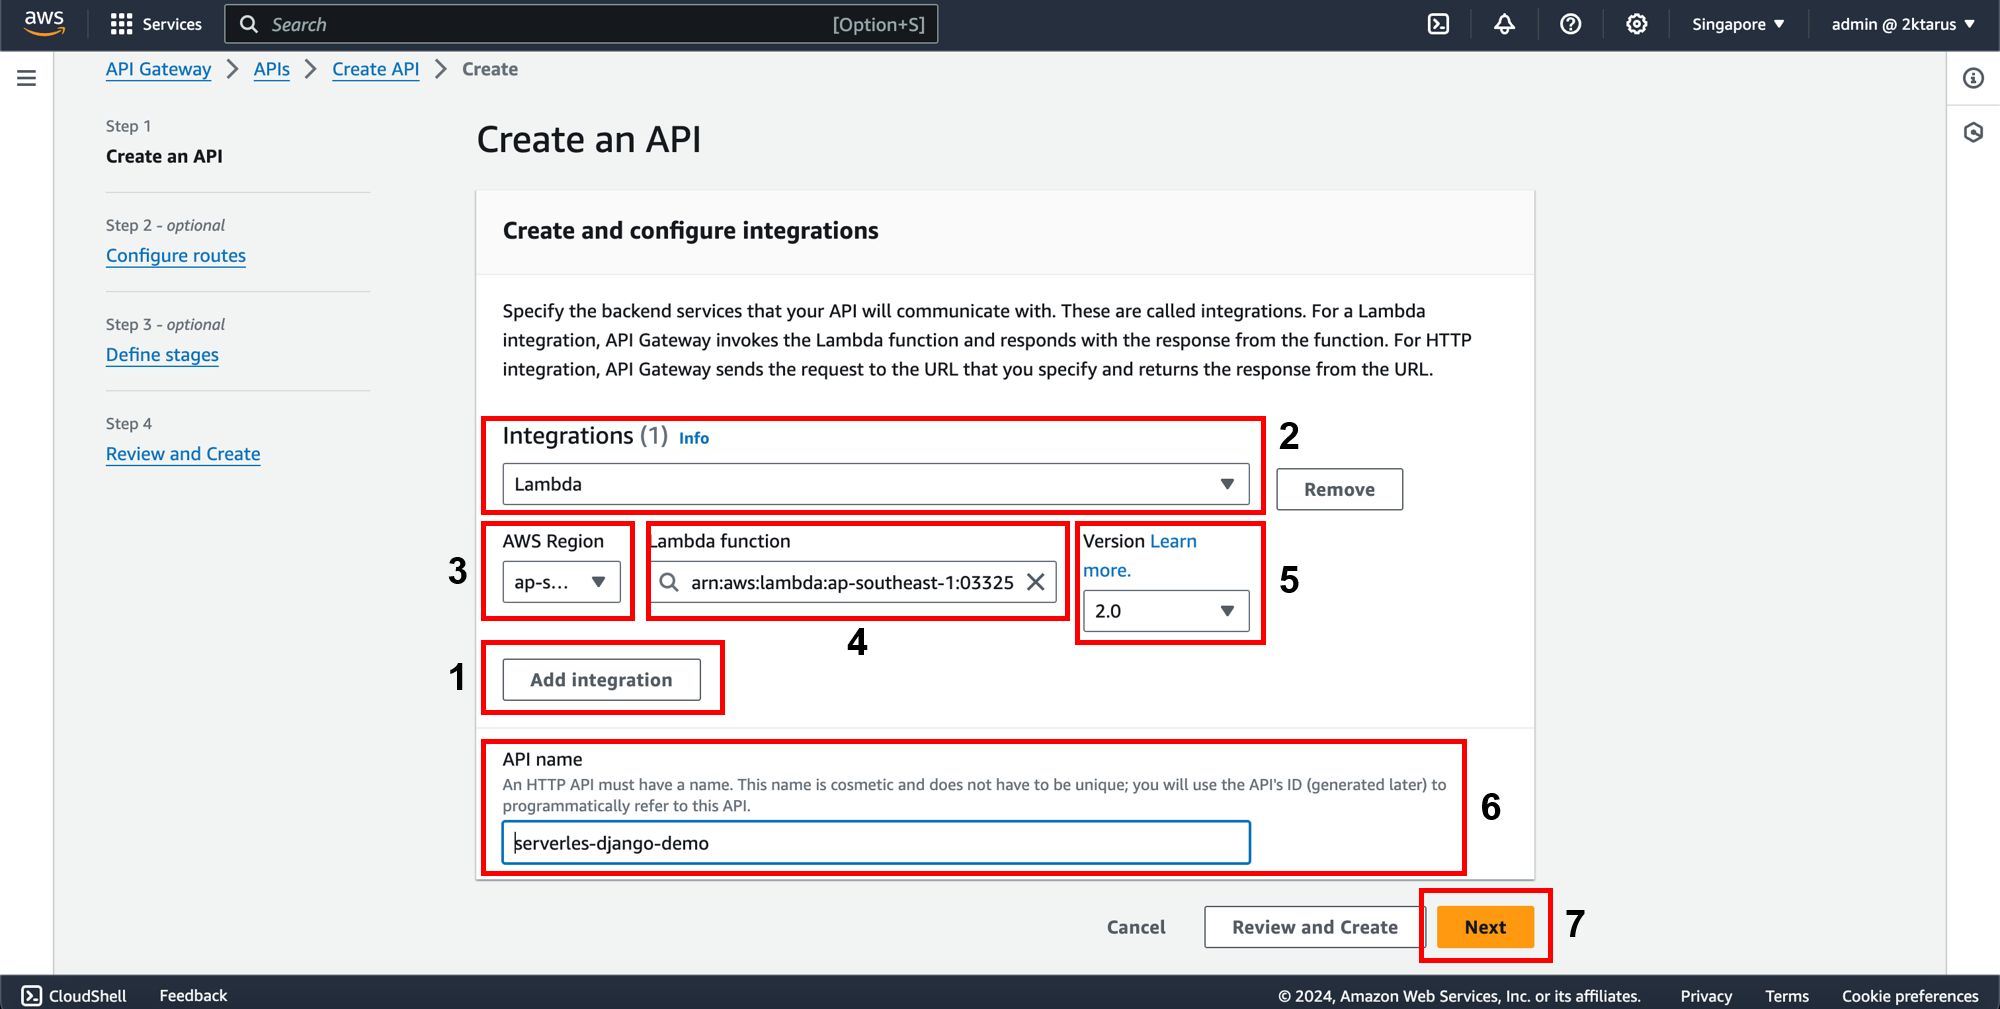 aws Services Search [Option+S] Singapore admin @ 2ktarus
API Gateway APIs Create API Create
Step 1
Create an API
Step 2 - optional
Configure routes
Step 3 - optional
Define stages
Step 4
Review and Create
Create an API
Create and configure integrations
Specify the backend services that your API will communicate with. These are called integrations. For a Lambda
integration, API Gateway invokes the Lambda function and responds with the response from the function. For HTTP
integration, API Gateway sends the request to the URL that you specify and returns the response from the URL.
Integrations (1) Info
2
Lambda
Remove
3
AWS Region
ap-s...
Lambda function
arn:aws:lambda:ap-southeast-1:03325
4
Version Learn
more.
2.0
5
1
Add integration
API name
An HTTP API must have a name. This name is cosmetic and does not have to be unique; you will use the API's ID (generated later) to
programmatically refer to this API.
serverles-django-demo
6
Cancel Review and Create Next
7
CloudShell Feedback © 2024, Amazon Web Services, Inc. or its affiliates. Privacy Terms Cookie preferences